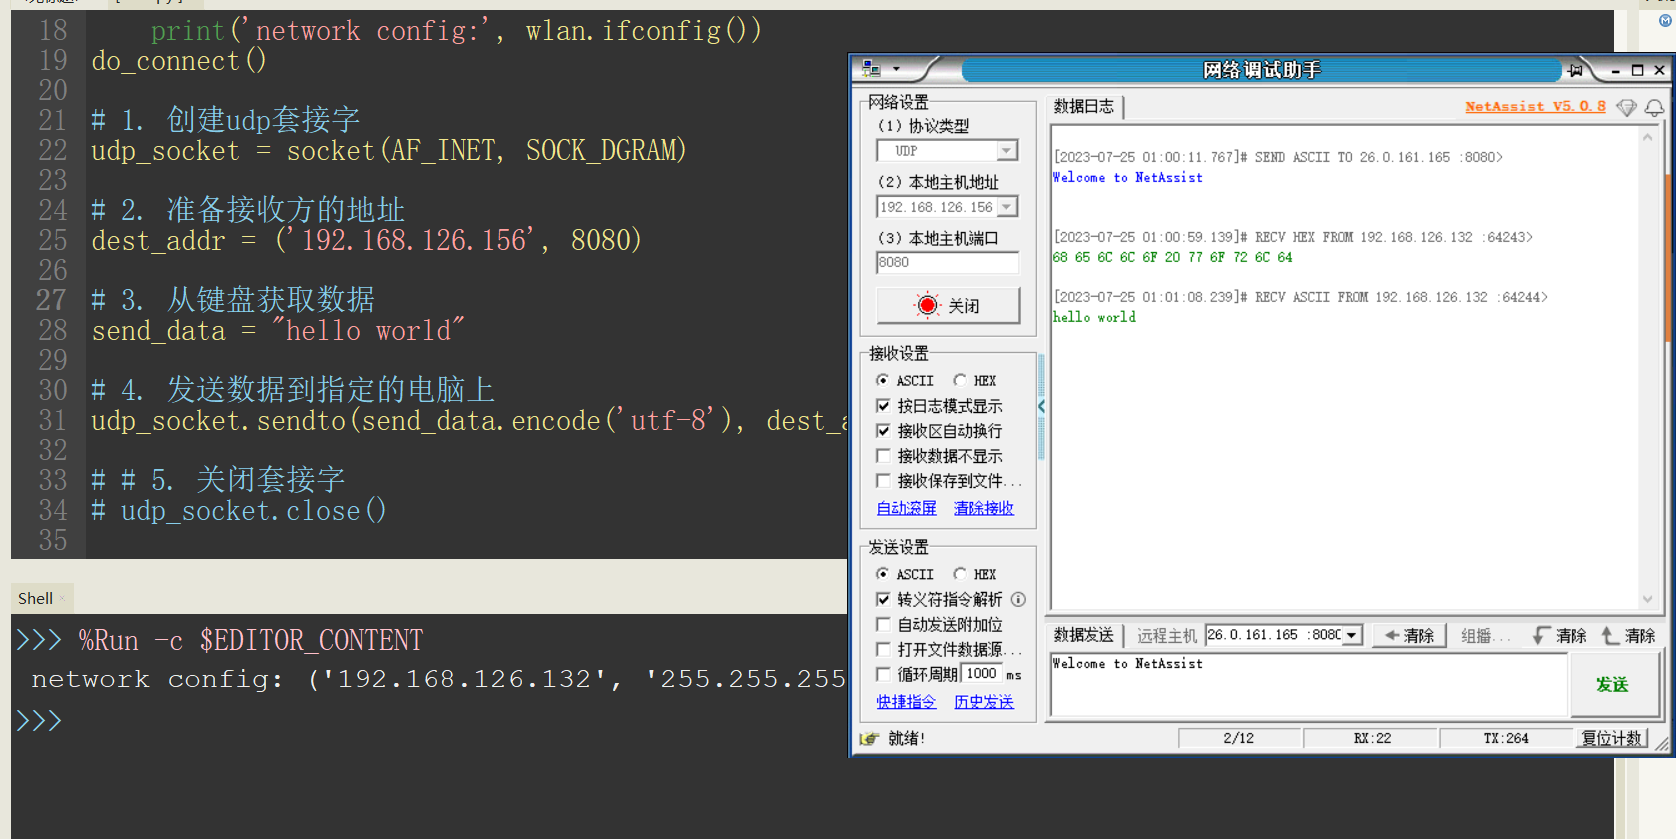 18     print('network config:', wlan.ifconfig())
19 do_connect()
20
21 # 1. 创建udp套接字
22 udp_socket = socket(AF_INET, SOCK_DGRAM)
23
24 # 2. 准备接收方的地址
25 dest_addr = ('192.168.126.156', 8080)
26
27 # 3. 从键盘获取数据
28 send_data = "hello world"
29
30 # 4. 发送数据到指定的电脑上
31 udp_socket.sendto(send_data.encode('utf-8'), dest_a
32
33 # # 5. 关闭套接字
34 # udp_socket.close()
35
Shell
>>> %Run -c $EDITOR_CONTENT
network config: ('192.168.126.132', '255.255.255
>>>
网络调试助手
网络设置
(1) 协议类型
UDP
(2) 本地主机地址
192.168.126.156
(3) 本地主机端口
8080
关闭
接收设置
ASCII HEX
按日志模式显示
接收区自动换行
接收数据不显示
接收保存到文件...
自动滚屏 清除接收
发送设置
ASCII HEX
转义符指令解析
自动发送附加位
打开文件数据源...
循环周期 1000 ms
快捷指令 历史发送
数据日志
NetAssist V5.0.8
[2023-07-25 01:00:11.767]# SEND ASCII TO 26.0.161.165 :8080>
Welcome to NetAssist
[2023-07-25 01:00:59.139]# RECV HEX FROM 192.168.126.132 :64243>
68 65 6C 6C 6F 20 77 6F 72 6C 64
[2023-07-25 01:01:08.239]# RECV ASCII FROM 192.168.126.132 :64244>
hello world
数据发送 远程主机 26.0.161.165 :8080 清除 组播... 清除 清除
Welcome to NetAssist
发送
就绪! 2/12 RX:22 TX:264 复位计数